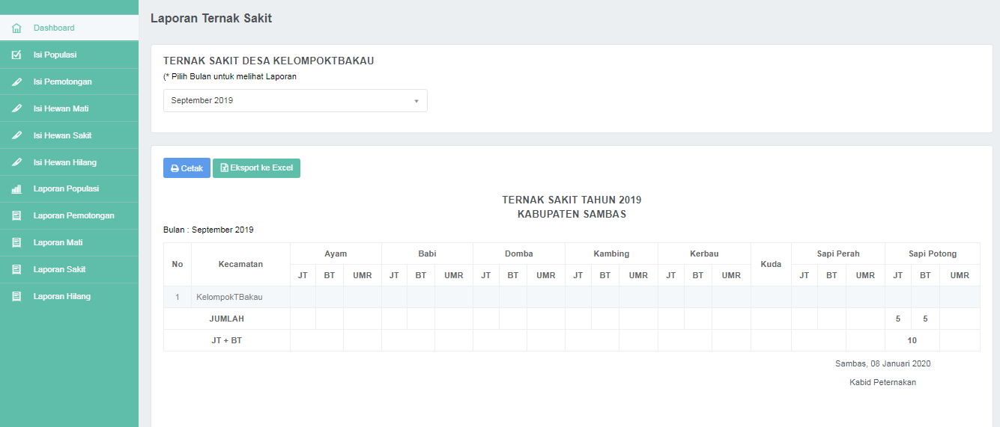 Laporan Ternak Sakit
Dashboard
Isi Populasi
Isi Pemotongan
Isi Hewan Mati
Isi Hewan Sakit
Isi Hewan Hilang
Laporan Populasi
Laporan Pemotongan
Laporan Mati
Laporan Sakit
Laporan Hilang
TERNAK SAKIT DESA KELOMPOKTBAKAU
(* Pilih Bulan untuk melihat Laporan
September 2019
Cetak Eksport ke Excel
TERNAK SAKIT TAHUN 2019
KABUPATEN SAMBAS
Bulan : September 2019
No Kecamatan Ayam Babi Domba Kambing Kerbau Kuda Sapi Perah Sapi Potong
JT BT UMR JT BT UMR JT BT UMR JT BT UMR JT BT UMR JT BT UMR JT BT UMR
1 KelompokTBakau
JUMLAH 5 5
JT + BT 10
Sambas, 08 Januari 2020
Kabid Peternakan